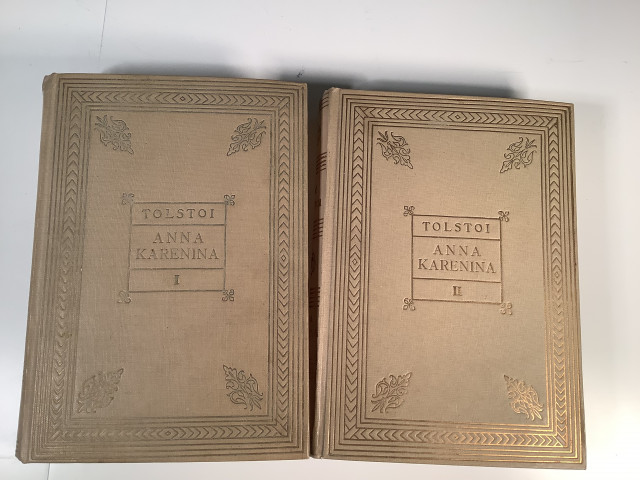 TOLSTOI
ANNA
KARENINA
I
TOLSTOI
ANNA
KARENINA
II